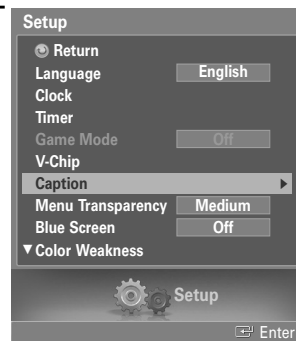 Setup
Return
Language English
Clock
Timer
Game Mode Off
V-Chip
Caption
Menu Transparency Medium
Blue Screen Off
Color Weakness
Setup
Enter